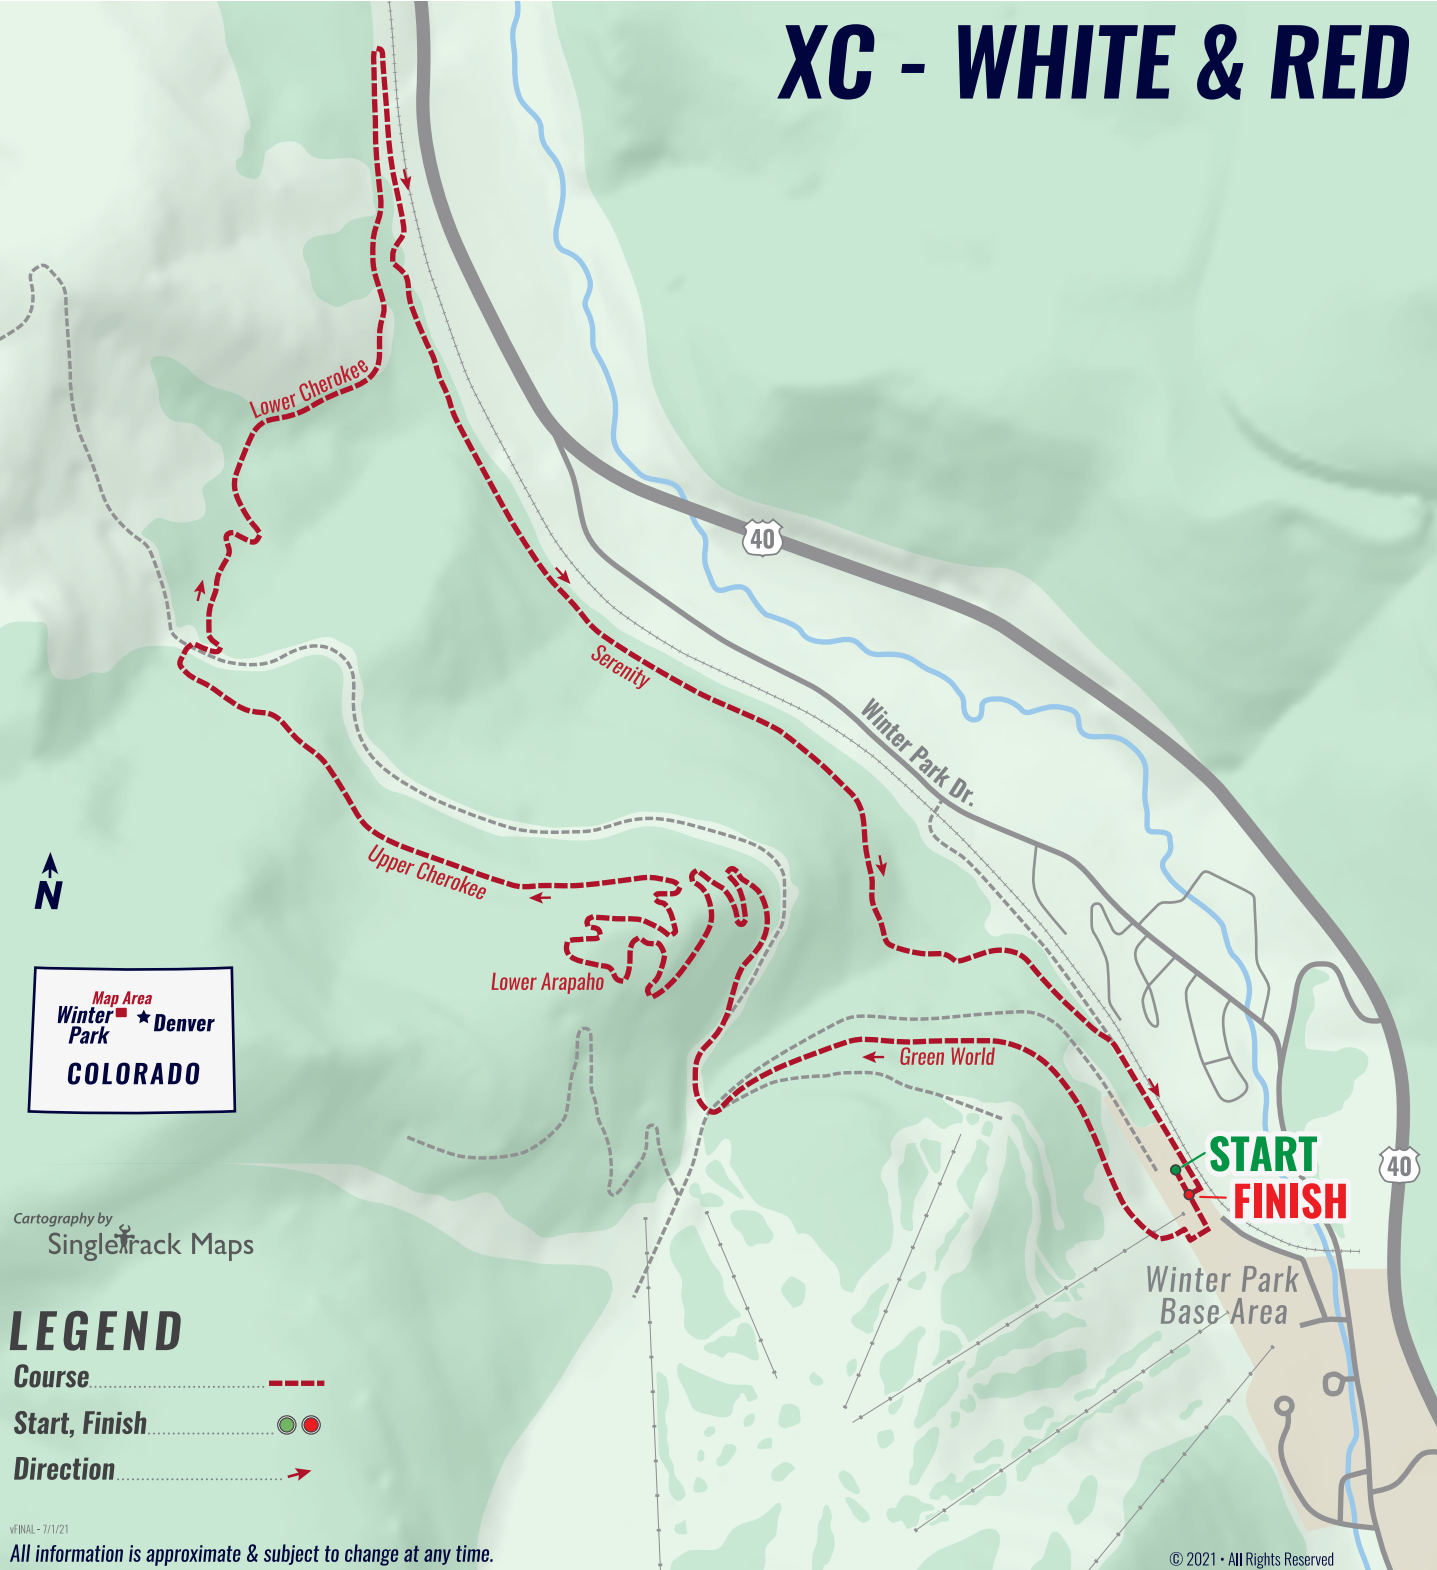 XC - WHITE & RED
Lower Cherokee
40
Serenity
Winter Park Dr.
Upper Cherokee
N
Lower Arapaho
Map Area
Winter
Park
Denver
COLORADO
Green World
START
FINISH
40
Cartography by
Singletrack Maps
Winter Park
Base Area
LEGEND
Course
Start, Finish
Direction
vFINAL - 7/1/21
All information is approximate & subject to change at any time.
© 2021 • All Rights Reserved